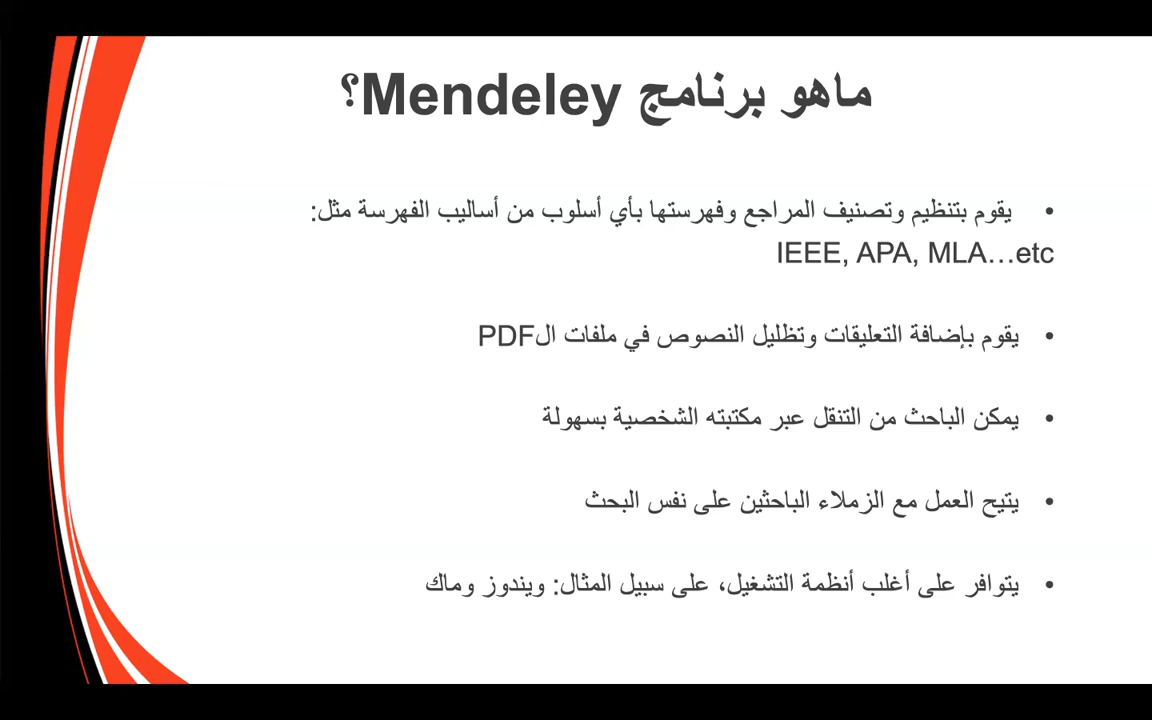 ماهو برنامج Mendeley؟
• يقوم بتنظيم وتصنيف المراجع وفهرستها بأي أسلوب من أساليب الفهرسة مثل:
IEEE, APA, MLA…etc
• يقوم بإضافة التعليقات وتظليل النصوص في ملفات الPDF
• يمكن الباحث من التنقل عبر مكتبته الشخصية بسهولة
• يتيح العمل مع الزملاء الباحثين على نفس البحث
• يتوافر على أغلب أنظمة التشغيل، على سبيل المثال: ويندوز وماك